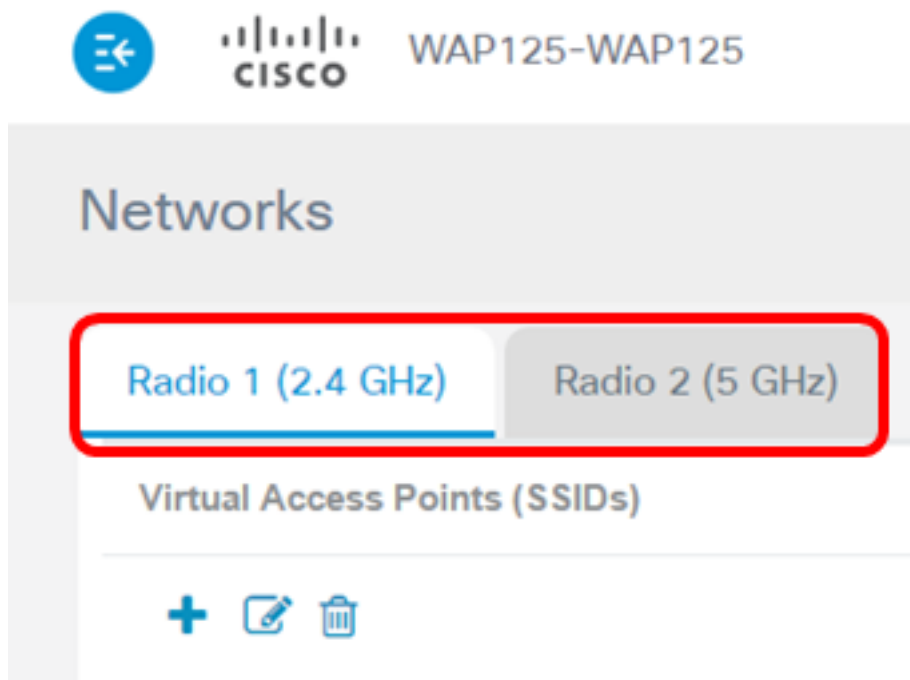 CISCO WAP125-WAP125
Networks
Radio 1 (2.4 GHz) Radio 2 (5 GHz)
Virtual Access Points (SSIDs)